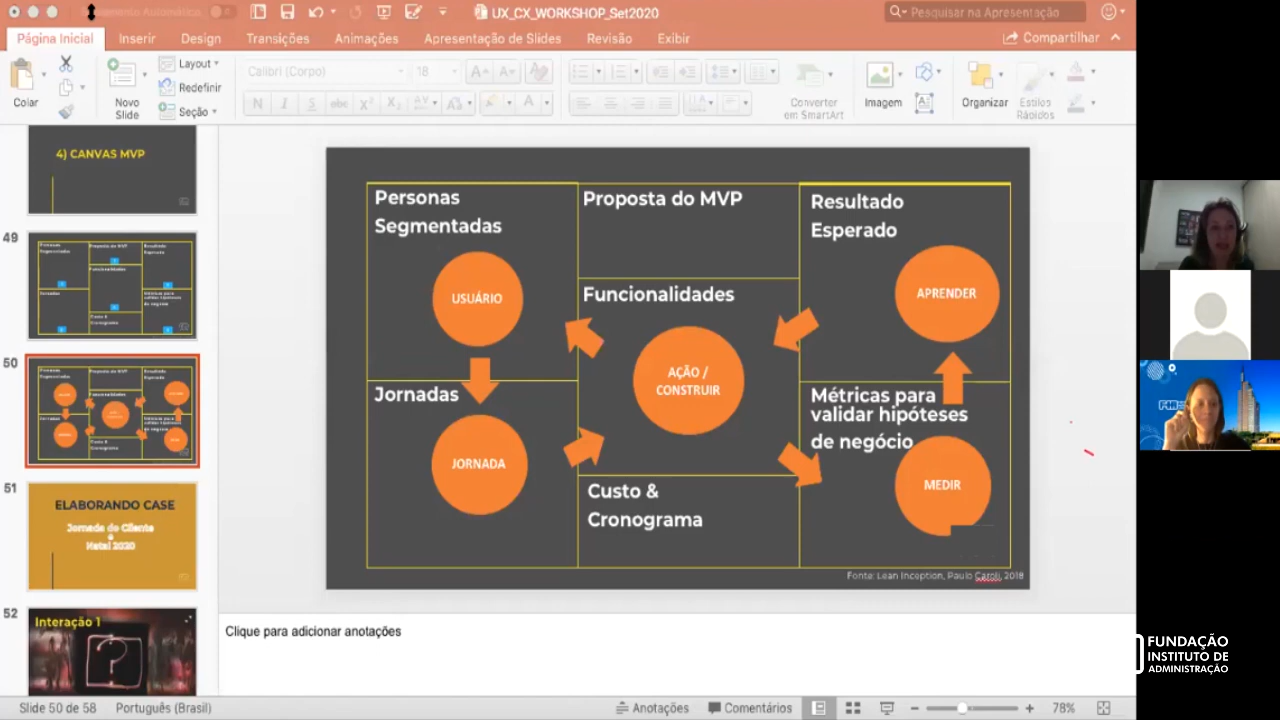 UX_CX_WORKSHOP_Set2020
Pesquisar na Apresentação
Página Inicial
Inserir
Design
Transições
Animações
Apresentação de Slides
Revisão
Exibir
Compartilhar
Colar
Novo
Slide
Layout
Redefinir
Seção
Calibri (Corpo)
18
Converter
em SmartArt
Imagem
Organizar
Estilos
Rápidos
4) CANVAS MVP
49
50
51
ELABORANDO CASE
Jornada do Cliente
e
Natal 2020
52
Interação 1
Personas
Segmentadas
USUÁRIO
Jornadas
JORNADA
Proposta do MVP
Funcionalidades
AÇÃO /
CONSTRUIR
Custo &
Cronograma
Resultado
Esperado
APRENDER
Métricas para
validar hipóteses
de negócio
MEDIR
Fonte: Lean Inception, Paulo Caroli, 2018
Clique para adicionar anotações
FUNDAÇÃO
INSTITUTO DE
ADMINISTRAÇÃO
Slide 50 de 58
Português (Brasil)
Anotações
Comentários
78%